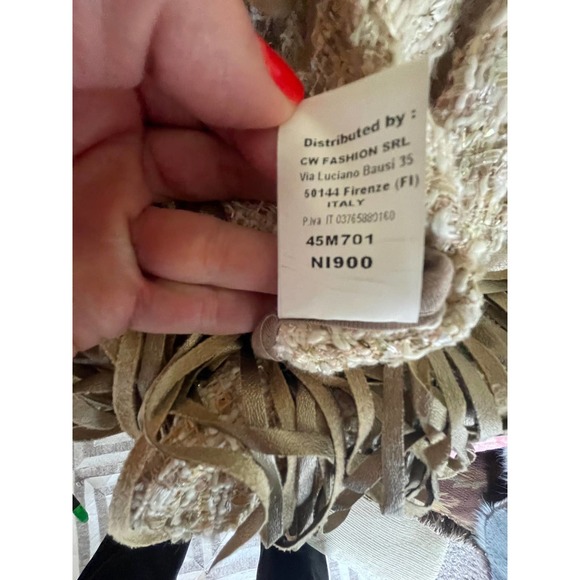 Distributed by :
CW FASHION SRL
Via Luciano Bausi 35
50144 Firenze (FI)
ITALY
P.Iva IT 03765880160
45M701
NI900